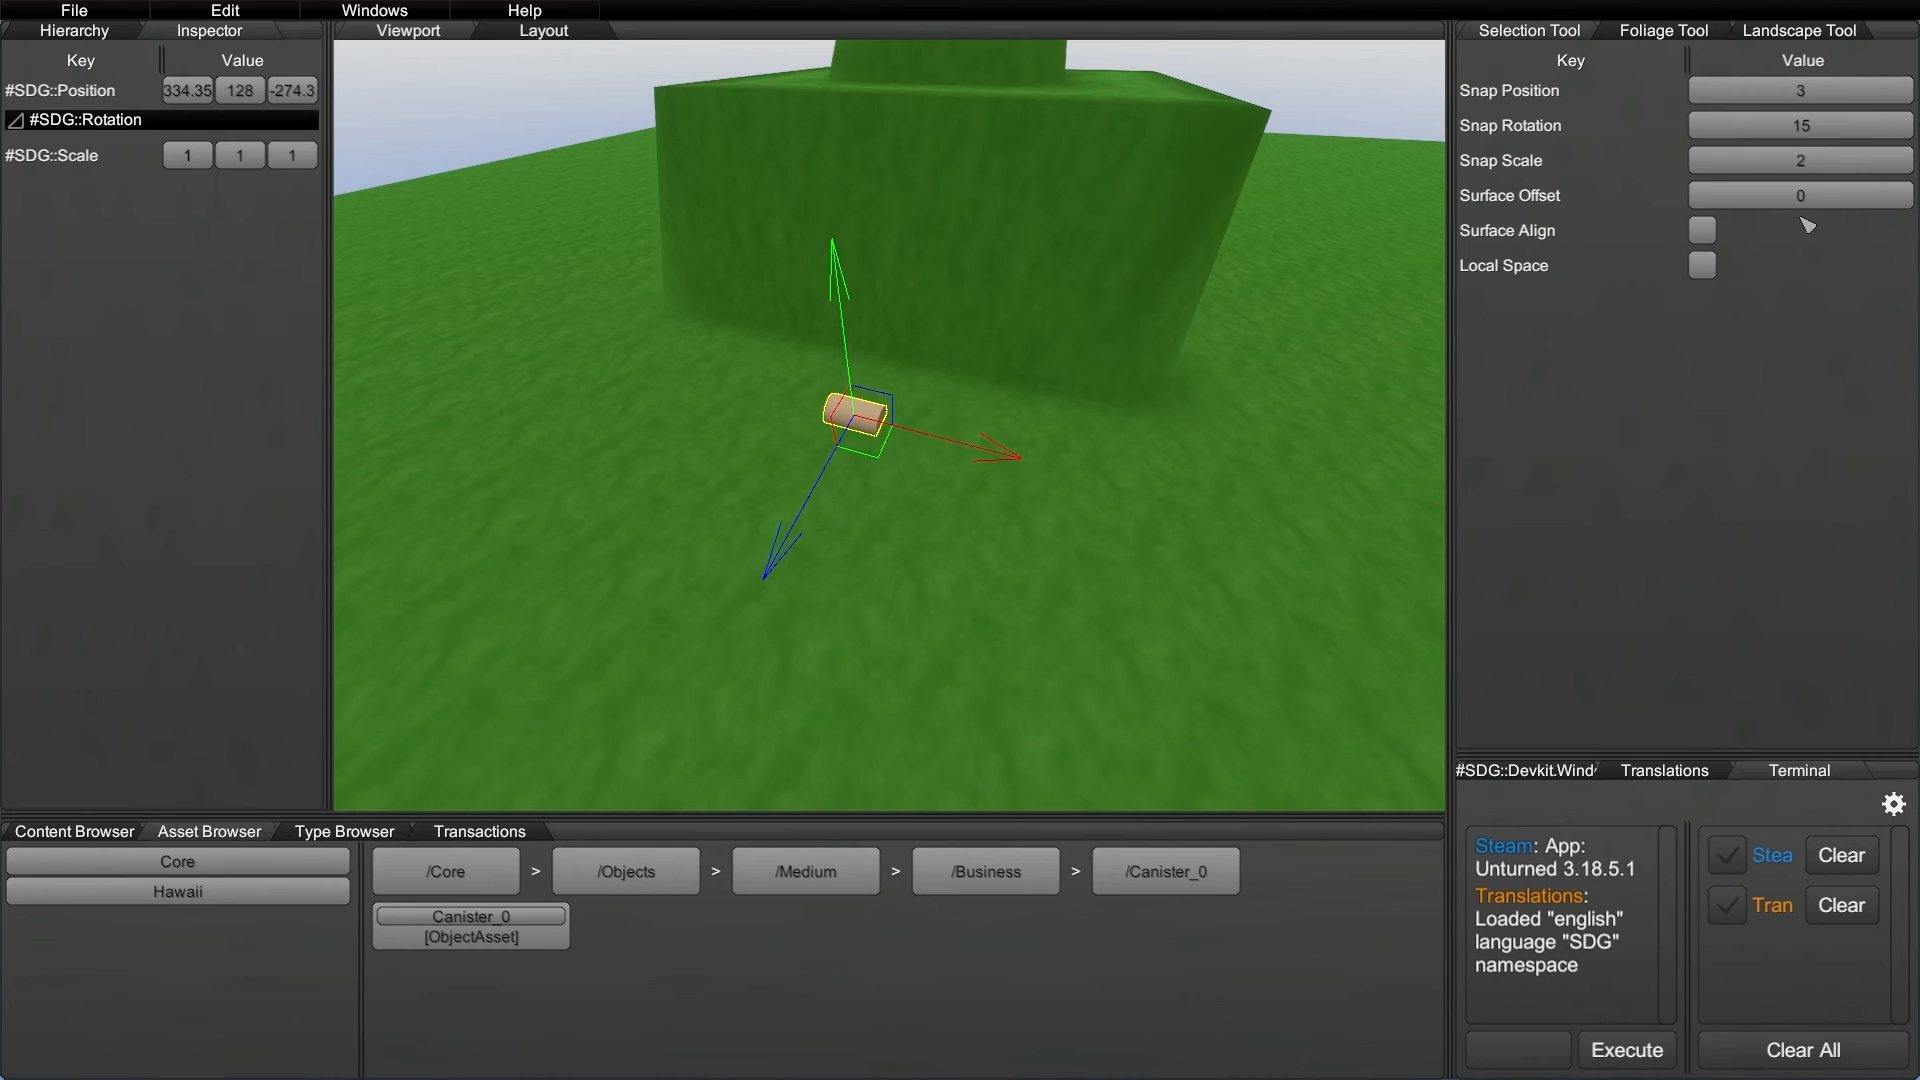 File Edit Windows Help
Hierarchy Inspector
Key Value
#SDG::Position 334.35 128 -274.3
#SDG::Rotation
#SDG::Scale 1 1 1
Viewport Layout
Selection Tool Foliage Tool Landscape Tool
Key Value
Snap Position 3
Snap Rotation 15
Snap Scale 2
Surface Offset 0
Surface Align
Local Space
Content Browser Asset Browser Type Browser Transactions
Core
Hawaii
/Core > /Objects > /Medium > /Business > /Canister_0
Canister_0
[ObjectAsset]
#SDG::Devkit.Wind Translations Terminal
Steam: App:
Unturned 3.18.5.1
Translations:
Loaded "english"
language "SDG"
namespace
Stea Clear
Tran Clear
Execute
Clear All